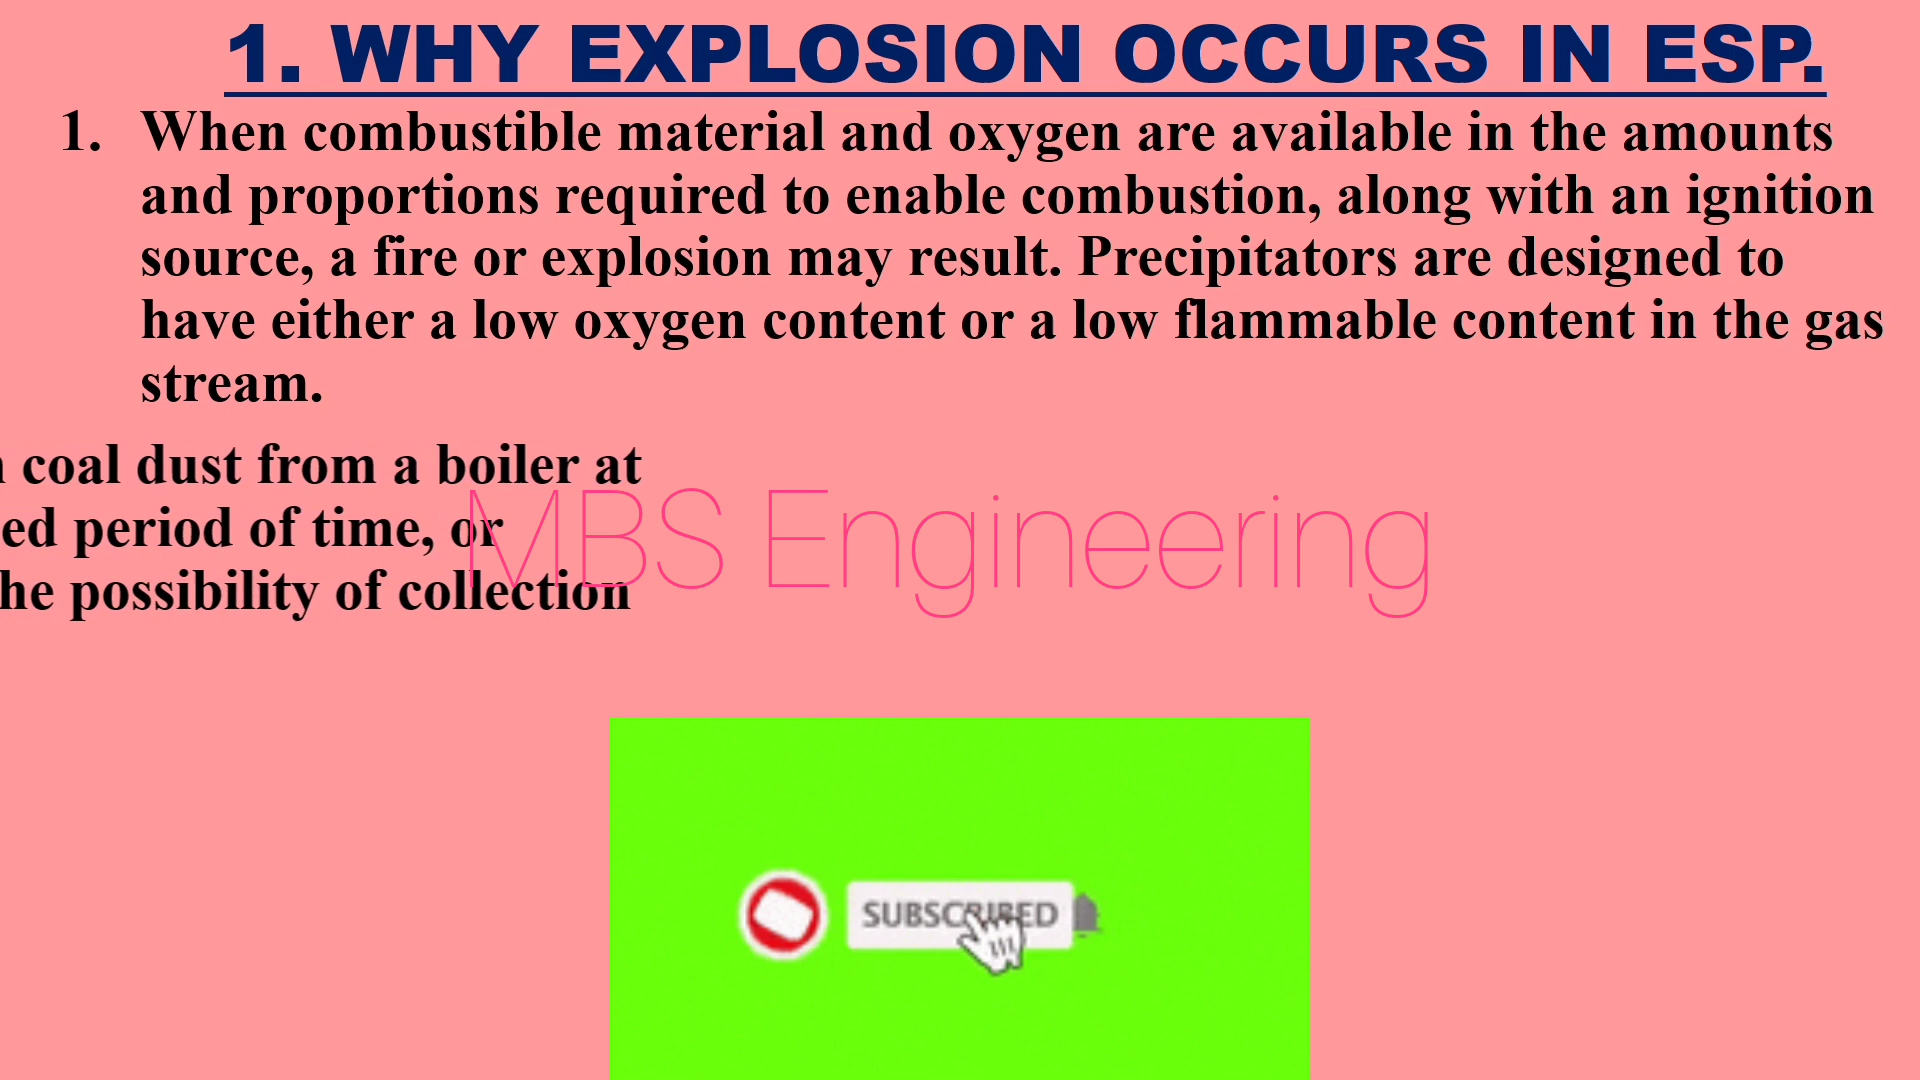 1. WHY EXPLOSION OCCURS IN ESP.
1. When combustible material and oxygen are available in the amounts
and proportions required to enable combustion, along with an ignition
source, a fire or explosion may result. Precipitators are designed to
have either a low oxygen content or a low flammable content in the gas
stream.
coal dust from a boiler at
ed period of time, or
he possibility of collection
MBS Engineering
SUBSCRIBED